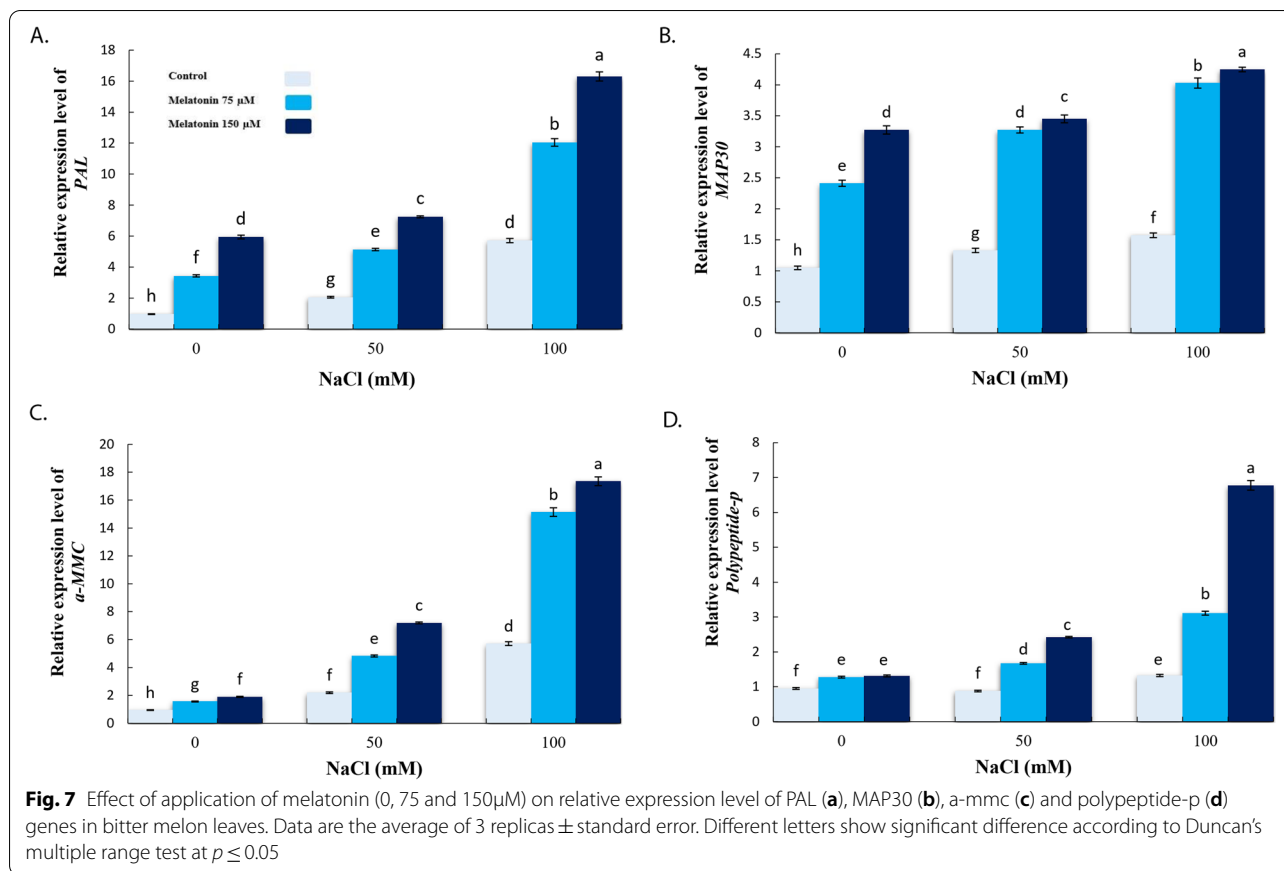 A.
Relative expression level of
PAL
18
16
14
12
10
8
6
4
2
0
Control
Melatonin 75 µM
Melatonin 150 µM
h
f
d
g
e
c
d
b
a
0
50
100
NaCl (mM)
B.
Relative expression level of
MAP30
4.5
4
3.5
3
2.5
2
1.5
1
0.5
0
h
e
d
g
d
c
f
b
a
0
50
100
NaCl (mM)
C.
Relative expression level of
a-MMC
20
18
16
14
12
10
8
6
4
2
0
h
g
f
f
e
c
d
b
a
0
50
100
NaCl (mM)
D.
Relative expression level of
Polypeptide-p
8
7
6
5
4
3
2
1
0
f
e
e
f
d
c
e
b
a
0
50
100
NaCl (mM)
Fig. 7 Effect of application of melatonin (0, 75 and 150µM) on relative expression level of PAL (a), MAP30 (b), a-mmc (c) and polypeptide-p (d)
genes in bitter melon leaves. Data are the average of 3 replicas ± standard error. Different letters show significant difference according to Duncan's
multiple range test at p ≤ 0.05